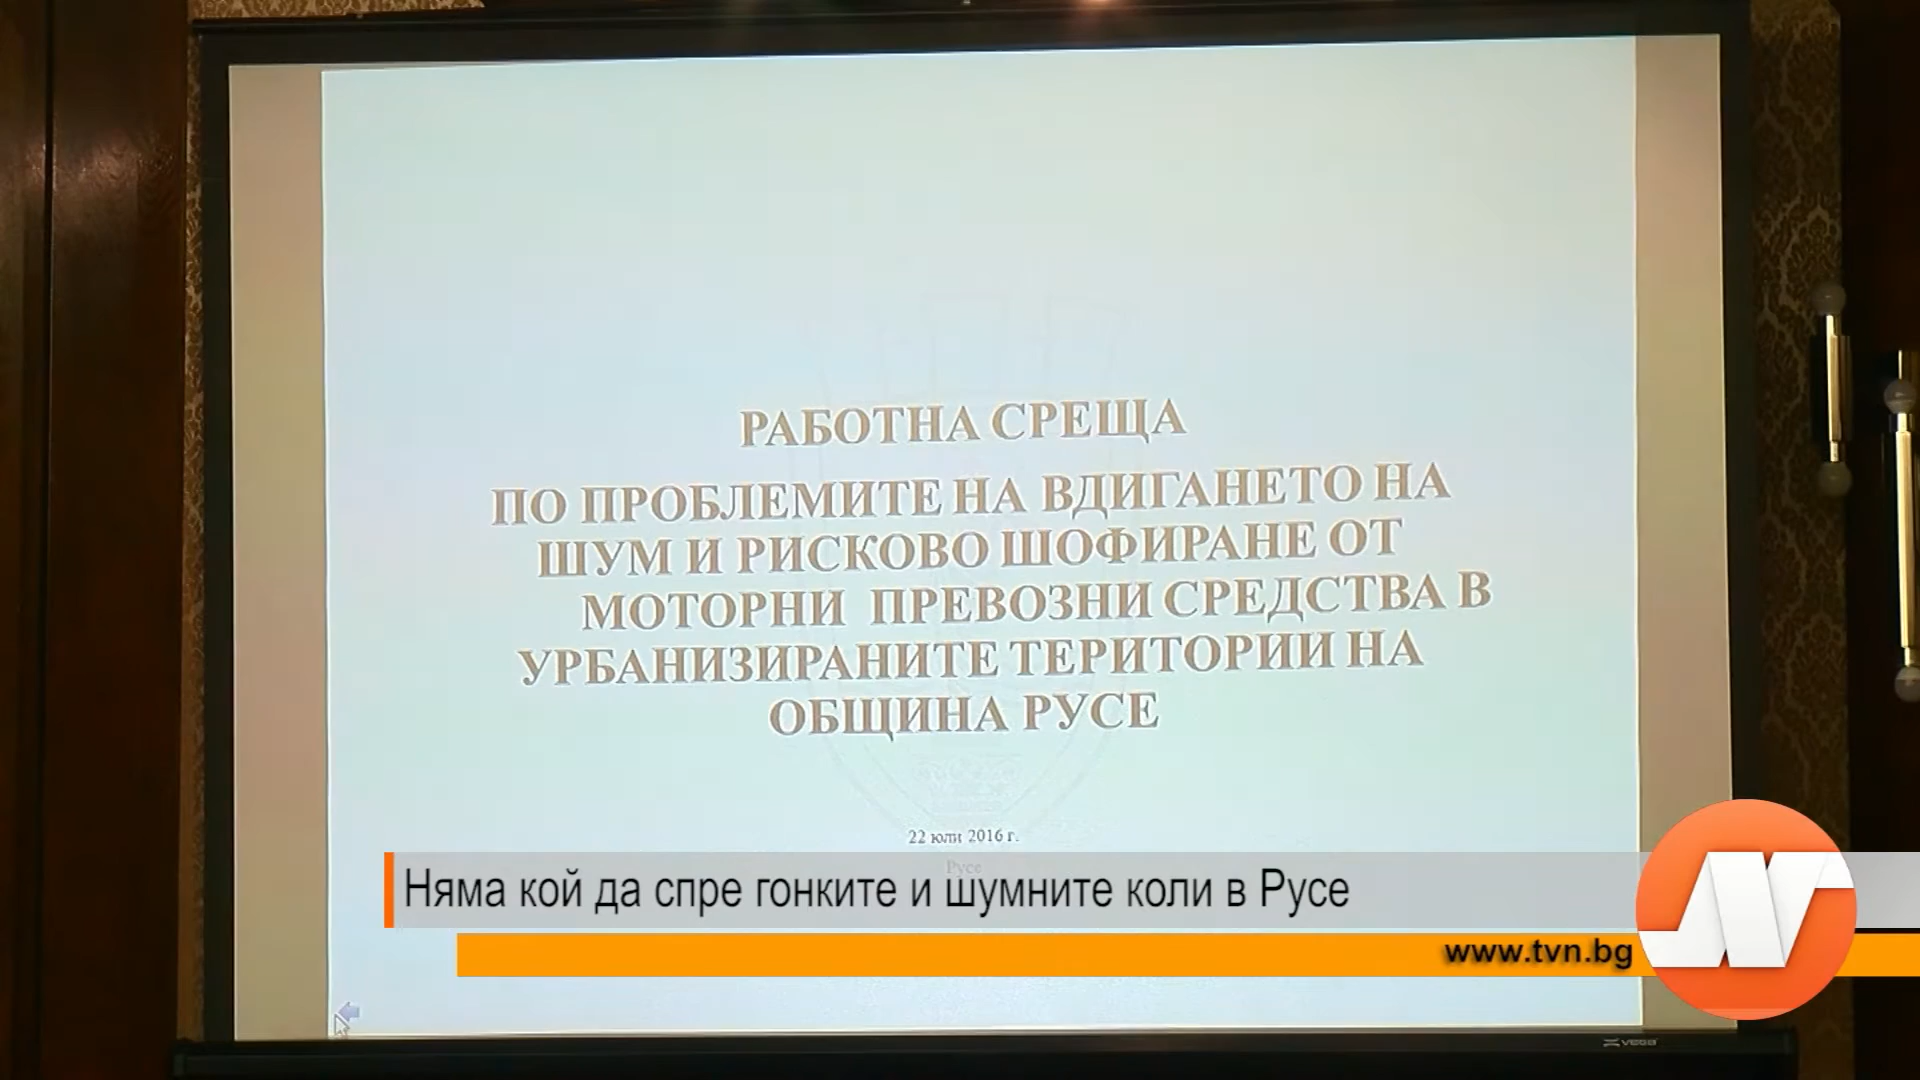 РАБОТНА СРЕЩА
ПО ПРОБЛЕМИТЕ НА ВДИГАНЕТО НА
ШУМ И РИСКОВО ШОФИРАНЕ ОТ
МОТОРНИ ПРЕВОЗНИ СРЕДСТВА В
УРБАНИЗИРАНИТЕ ТЕРИТОРИИ НА
ОБЩИНА РУСЕ
22 юли 2016 г.
Русе
Няма кой да спре гонките и шумните коли в Русе
www.tvn.bg
VEGA